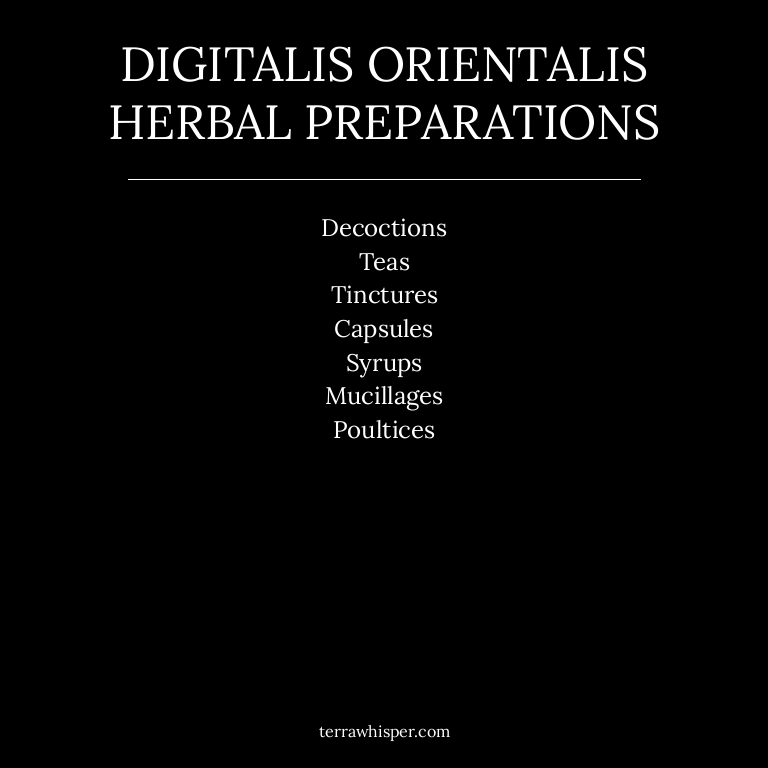 DIGITALIS ORIENTALIS
HERBAL PREPARATIONS
Decoctions
Teas
Tinctures
Capsules
Syrups
Mucillages
Poultices
terrawhisper.com